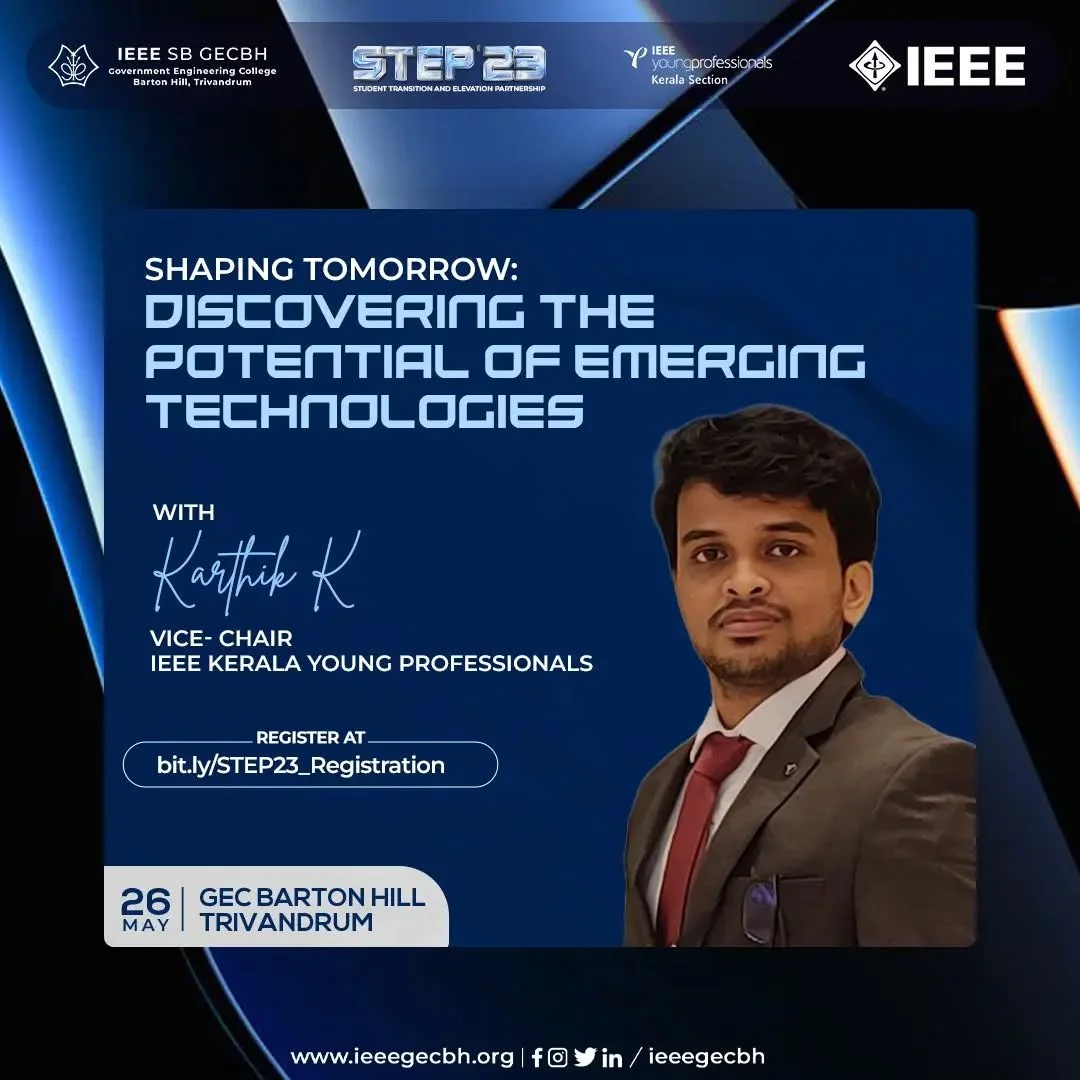 IEEE SB GECBH
Government Engineering College
Barton Hill, Trivandrum
STEP'23
STUDENT TRANSITION AND ELEVATION PARTNERSHIP
IEEE
youngprofessionals
Kerala Section
IEEE
SHAPING TOMORROW:
DISCOVERING THE
POTENTIAL OF EMERGING
TECHNOLOGIES
WITH
Karthik K
VICE- CHAIR
IEEE KERALA YOUNG PROFESSIONALS
REGISTER AT
bit.ly/STEP23_Registration
26
MAY
GEC BARTON HILL
TRIVANDRUM
www.ieeegecbh.org | / ieeegecbh